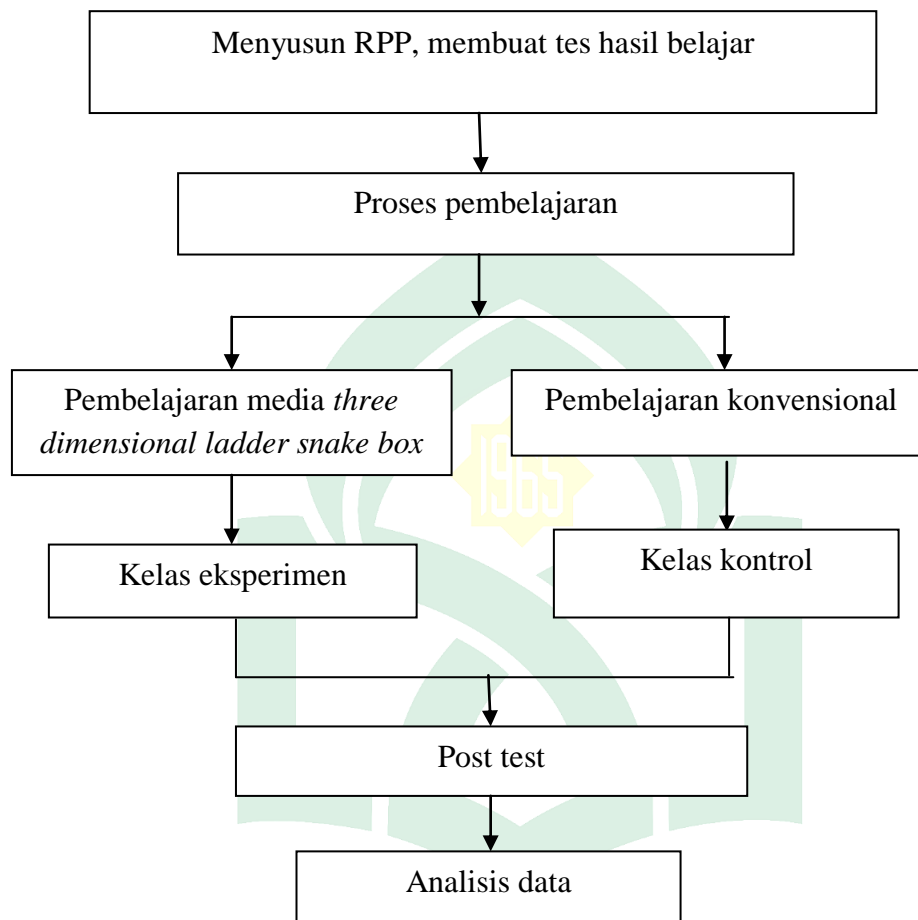 Menyusun RPP, membuat tes hasil belajar
Proses pembelajaran
Pembelajaran media three
dimensional ladder snake box
Pembelajaran konvensional
1965
Kelas eksperimen
Kelas kontrol
Post test
Analisis data